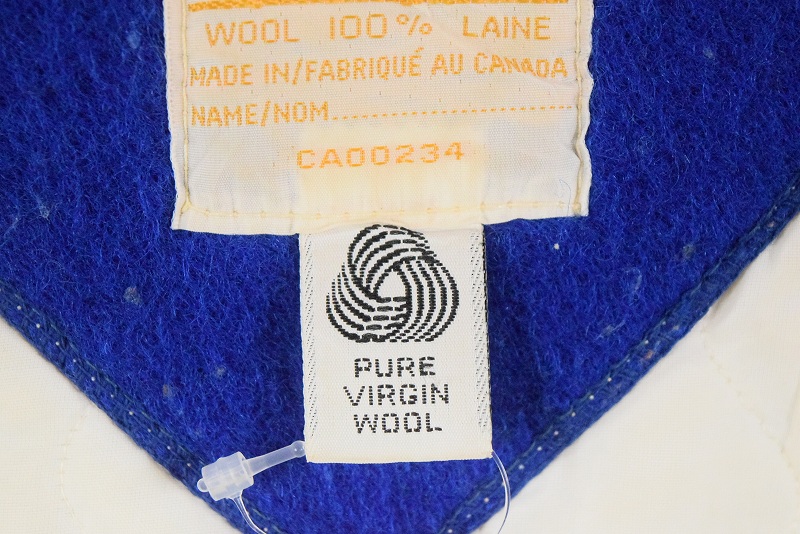 WOOL 100% LAINE
MADE IN/FABRIQUÉ AU CANADA
NAME/NOM..............................
CA00234
PURE
VIRGIN
WOOL